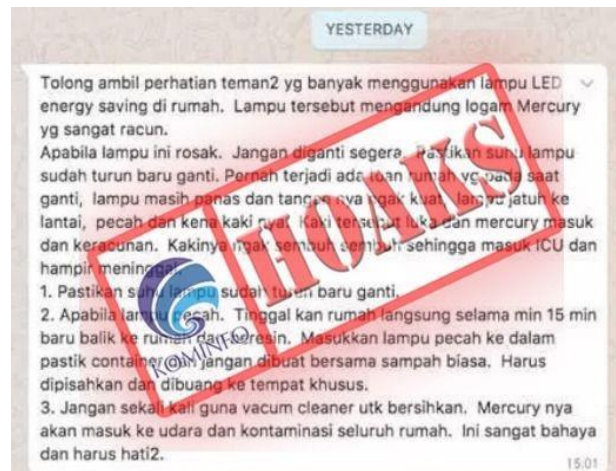 YESTERDAY
Tolong ambil perhatian teman2 yg banyak menggunakan lampu LED
energy saving di rumah. Lampu tersebut mengandung logam Mercury
yg sangat racun.
Apabila lampu ini rosak. Jangan diganti segera. Pastikan suhu lampu
sudah turun baru ganti. Pernah terjadi ada tuan rumah yg pada saat
ganti, lampu masih panas dan tangannya ngak kuat, lampu jatuh ke
lantai, pecah dan kena kaki nya. Kaki tersebut luka dan mercury masuk
dan keracunan. Kakinya ngak sembuh sembuh sehingga masuk ICU dan
hampir meninggal.
1. Pastikan suhu lampu sudah turun baru ganti.
2. Apabila lampu pecah. Tinggal kan rumah langsung selama min 15 min
baru balik ke rumah dan beresin. Masukkan lampu pecah ke dalam
pastik container dan jangan dibuat bersama sampah biasa. Harus
dipisahkan dan dibuang ke tempat khusus.
3. Jangan sekali kali guna vacum cleaner utk bersihkan. Mercury nya
akan masuk ke udara dan kontaminasi seluruh rumah. Ini sangat bahaya
dan harus hati2.
15:01
HOAKS
KOMINFO